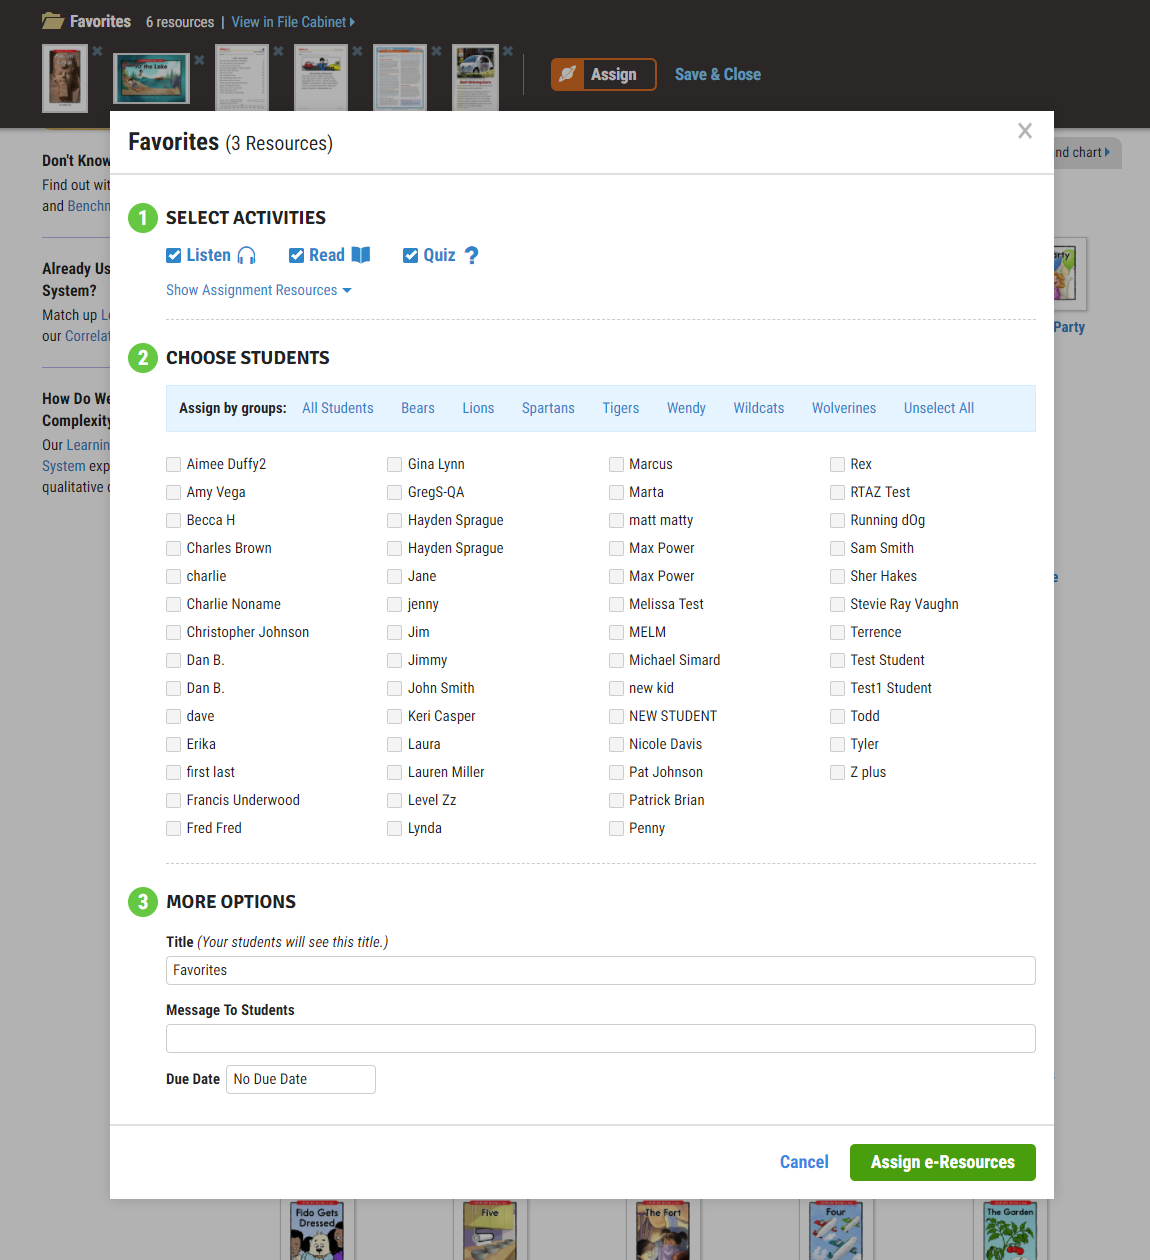 Favorites 6 resources | View in File Cabinet
Assign Save & Close
Favorites (3 Resources)
Don't Know
Find out wit
and Benchm
nd chart
1 SELECT ACTIVITIES
Listen Read Quiz ?
Show Assignment Resources
Already Us
System?
Match up L
our Correlat
Party
2 CHOOSE STUDENTS
Assign by groups: All Students Bears Lions Spartans Tigers Wendy Wildcats Wolverines Unselect All
How Do We
Complexity
Our Learnin
System exp
qualitative
Aimee Duffy2 Gina Lynn Marcus Rex
Amy Vega GregS-QA Marta RTAZ Test
Becca H Hayden Sprague matt matty Running dOg
Charles Brown Hayden Sprague Max Power Sam Smith
charlie Jane Max Power Sher Hakes
Charlie Noname jenny Melissa Test Stevie Ray Vaughn
Christopher Johnson Jim MELM Terrence
Dan B. Jimmy Michael Simard Test Student
Dan B. John Smith new kid Test1 Student
dave Keri Casper NEW STUDENT Todd
Erika Laura Nicole Davis Tyler
first last Lauren Miller Pat Johnson Z plus
Francis Underwood Level Zz Patrick Brian
Fred Fred Lynda Penny
3 MORE OPTIONS
Title (Your students will see this title.)
Favorites
Message To Students
Due Date No Due Date
Cancel Assign e-Resources
Fido Gets
Dressed
Five
The Fort
Four
The Garden